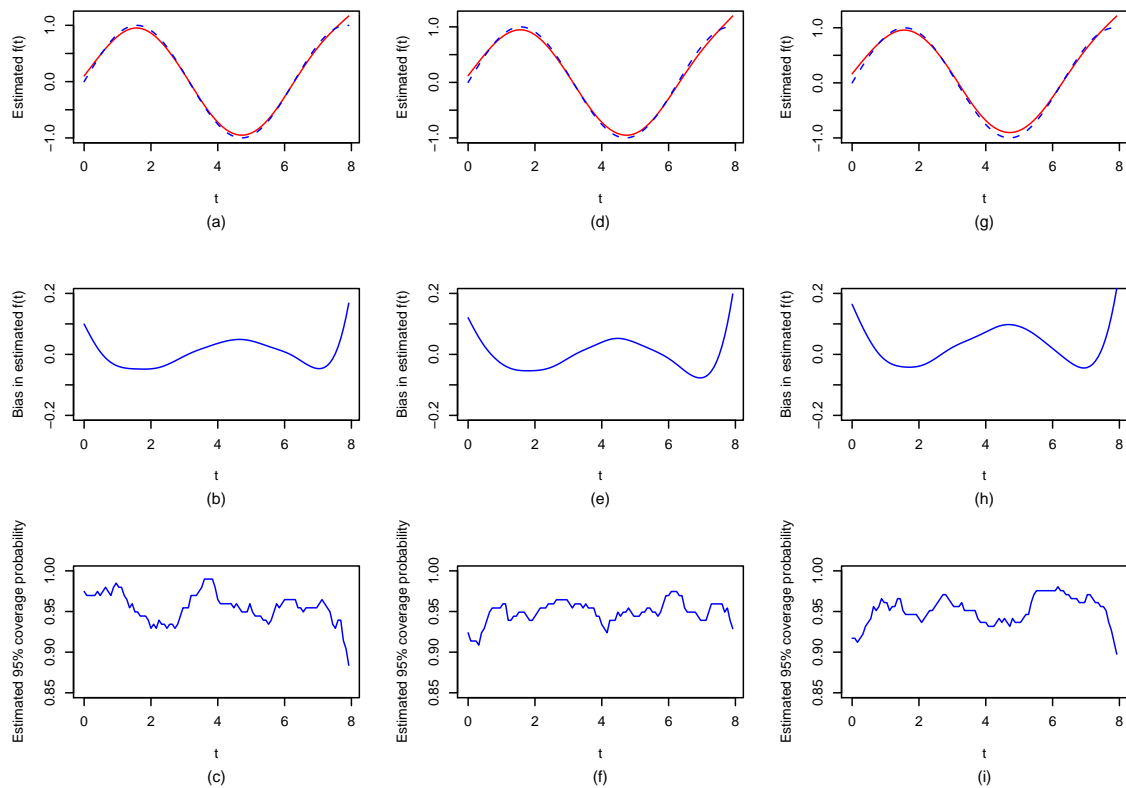 Estimated f(t)
1.0
0.0
−1.0
0 2 4 6 8
t
(a)
Estimated f(t)
1.0
0.0
−1.0
0 2 4 6 8
t
(d)
Estimated f(t)
1.0
0.0
−1.0
0 2 4 6 8
t
(g)
Bias in estimated f(t)
0.2
0.0
−0.2
0 2 4 6 8
t
(b)
Bias in estimated f(t)
0.2
0.0
−0.2
0 2 4 6 8
t
(e)
Bias in estimated f(t)
0.2
0.0
−0.2
0 2 4 6 8
t
(h)
Estimated 95% coverage probability
1.00
0.95
0.90
0.85
0 2 4 6 8
t
(c)
Estimated 95% coverage probability
1.00
0.95
0.90
0.85
0 2 4 6 8
t
(f)
Estimated 95% coverage probability
1.00
0.95
0.90
0.85
0 2 4 6 8
t
(i)